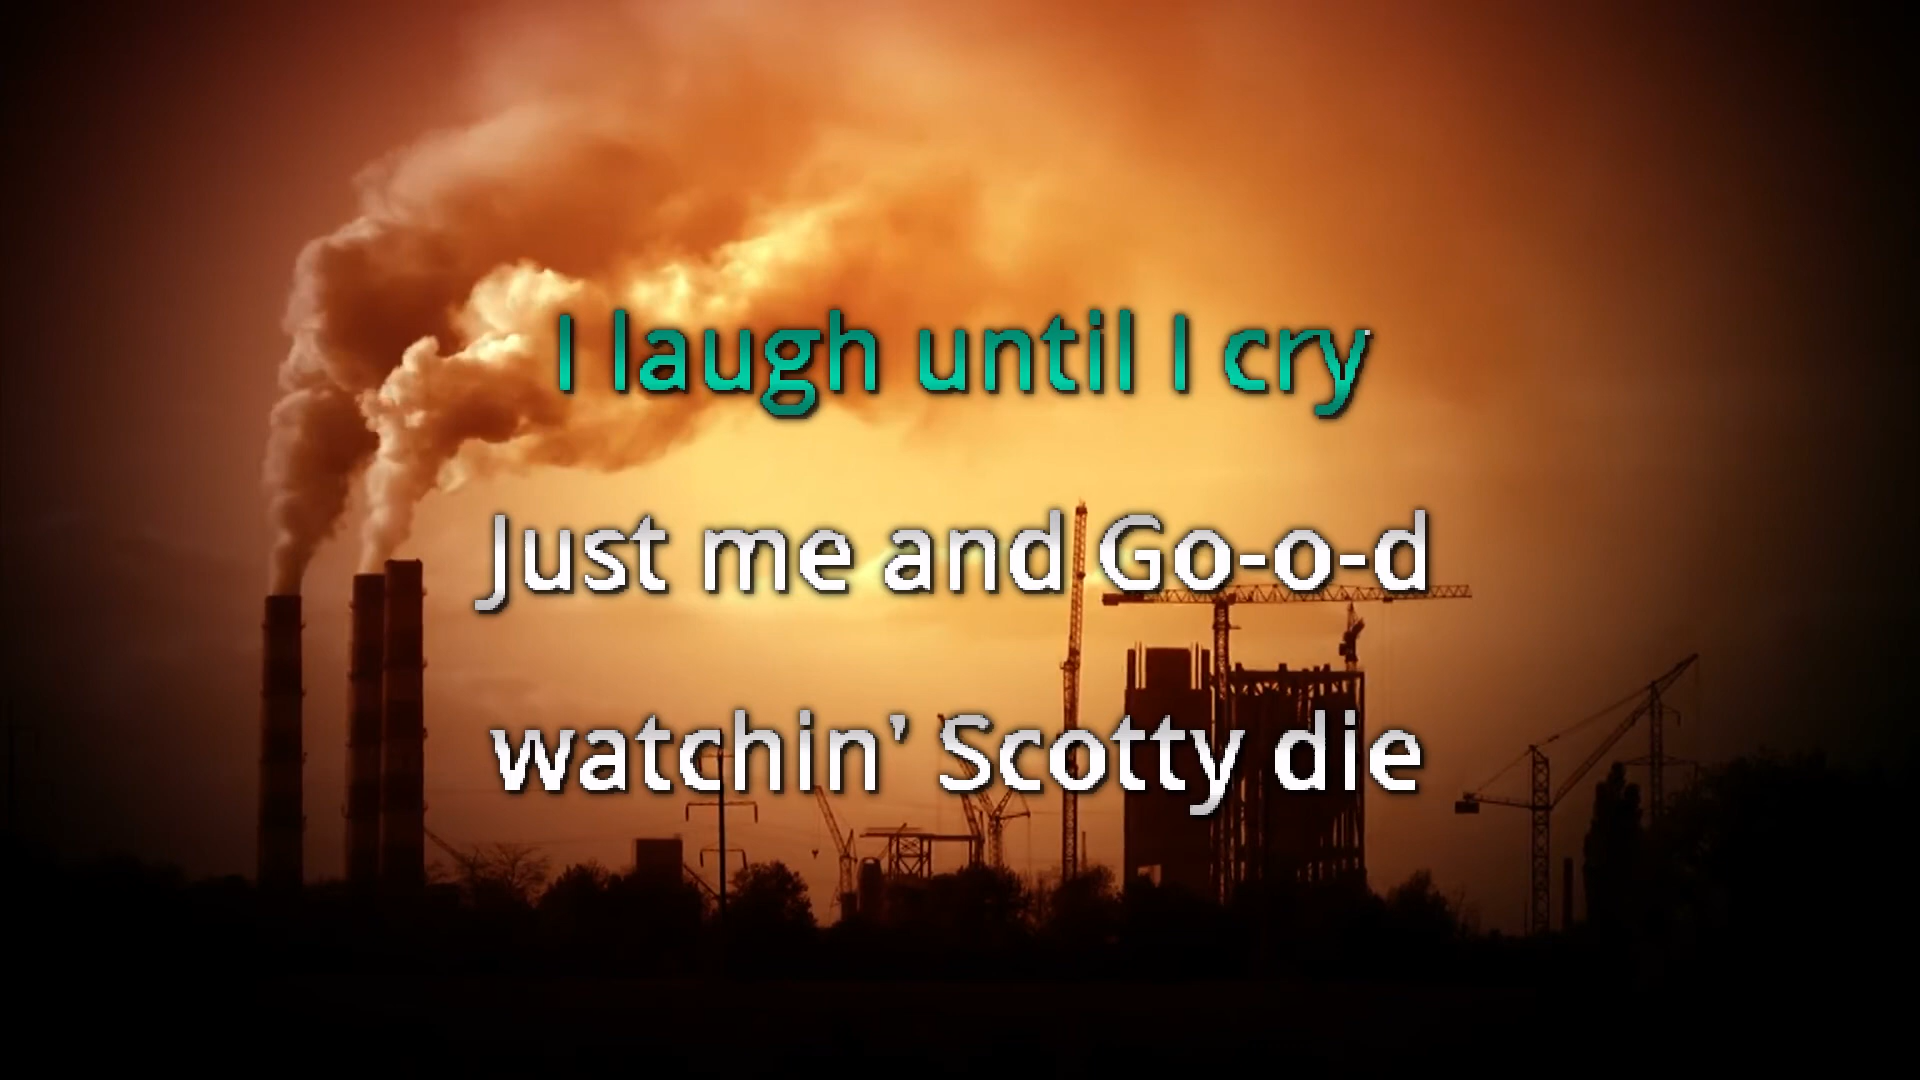 I laugh until I cry
Just me and Go-o-d
watchin' Scotty die